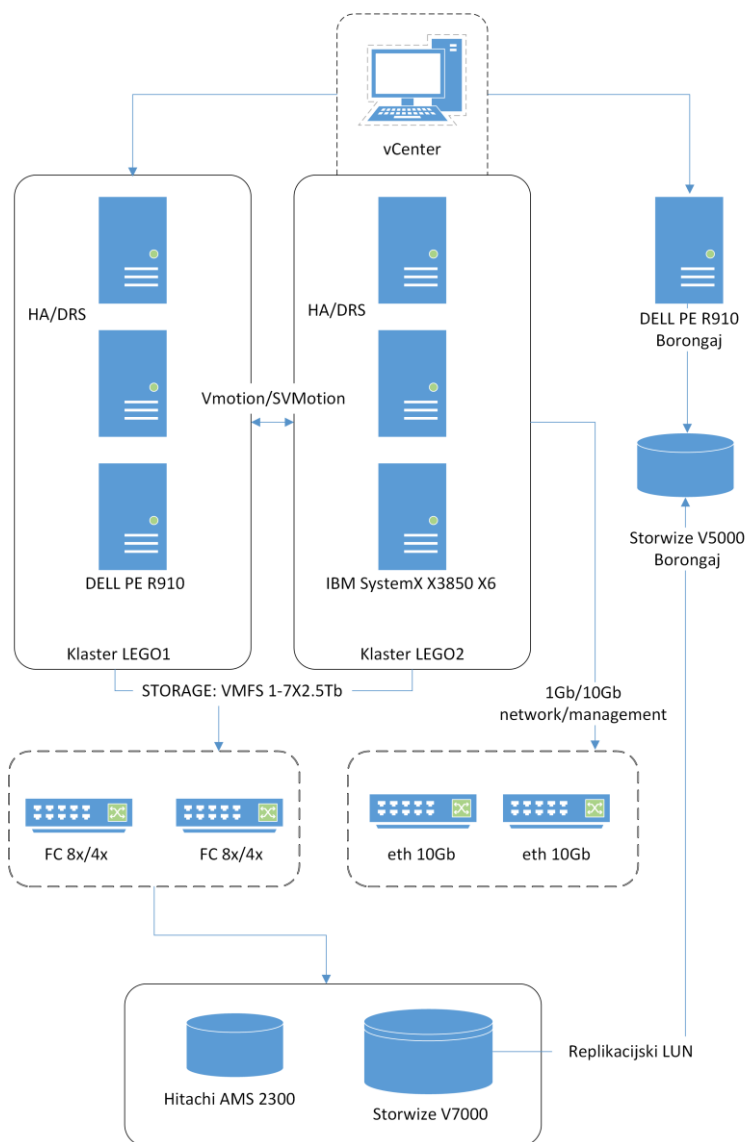 vCenter
HA/DRS
HA/DRS
DELL PE R910
Borongaj
Vmotion/SVMotion
Storwize V5000
Borongaj
DELL PE R910
IBM SystemX X3850 X6
Klaster LEGO1
Klaster LEGO2
STORAGE: VMFS 1-7X2.5Tb
1Gb/10Gb
network/management
FC 8x/4x
FC 8x/4x
eth 10Gb
eth 10Gb
Replikacijski LUN
Hitachi AMS 2300
Storwize V7000